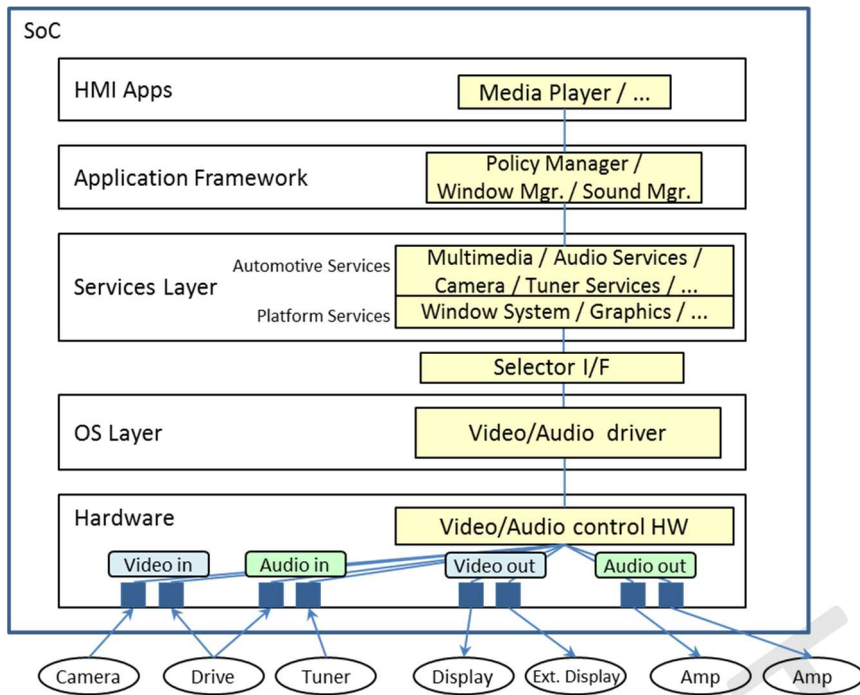 SoC
HMI Apps
Media Player / ...
Application Framework
Policy Manager /
Window Mgr. / Sound Mgr.
Services Layer
Automotive Services
Multimedia / Audio Services /
Camera / Tuner Services / ...
Platform Services
Window System / Graphics / ...
Selector I/F
OS Layer
Video/Audio driver
Hardware
Video/Audio control HW
Video in
Audio in
Video out
Audio out
Camera
Drive
Tuner
Display
Ext. Display
Amp
Amp